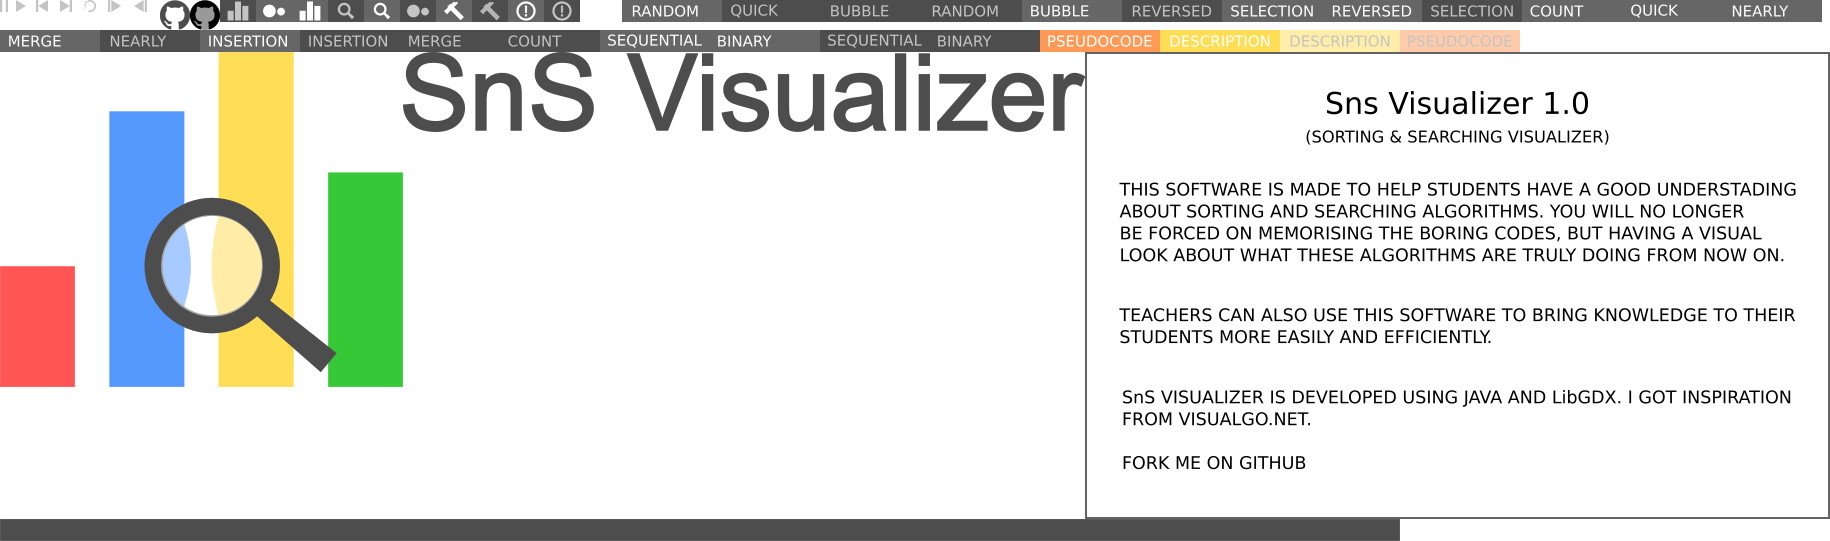 RANDOM QUICK BUBBLE RANDOM BUBBLE REVERSED SELECTION REVERSED SELECTION COUNT QUICK NEARLY
MERGE NEARLY INSERTION INSERTION MERGE COUNT SEQUENTIAL BINARY SEQUENTIAL BINARY PSEUDOCODE DESCRIPTION DESCRIPTION PSEUDOCODE
SnS Visualizer
Sns Visualizer 1.0
(SORTING & SEARCHING VISUALIZER)
THIS SOFTWARE IS MADE TO HELP STUDENTS HAVE A GOOD UNDERSTADING
ABOUT SORTING AND SEARCHING ALGORITHMS. YOU WILL NO LONGER
BE FORCED ON MEMORISING THE BORING CODES, BUT HAVING A VISUAL
LOOK ABOUT WHAT THESE ALGORITHMS ARE TRULY DOING FROM NOW ON.
TEACHERS CAN ALSO USE THIS SOFTWARE TO BRING KNOWLEDGE TO THEIR
STUDENTS MORE EASILY AND EFFICIENTLY.
SnS VISUALIZER IS DEVELOPED USING JAVA AND LibGDX. I GOT INSPIRATION
FROM VISUALGO.NET.
FORK ME ON GITHUB